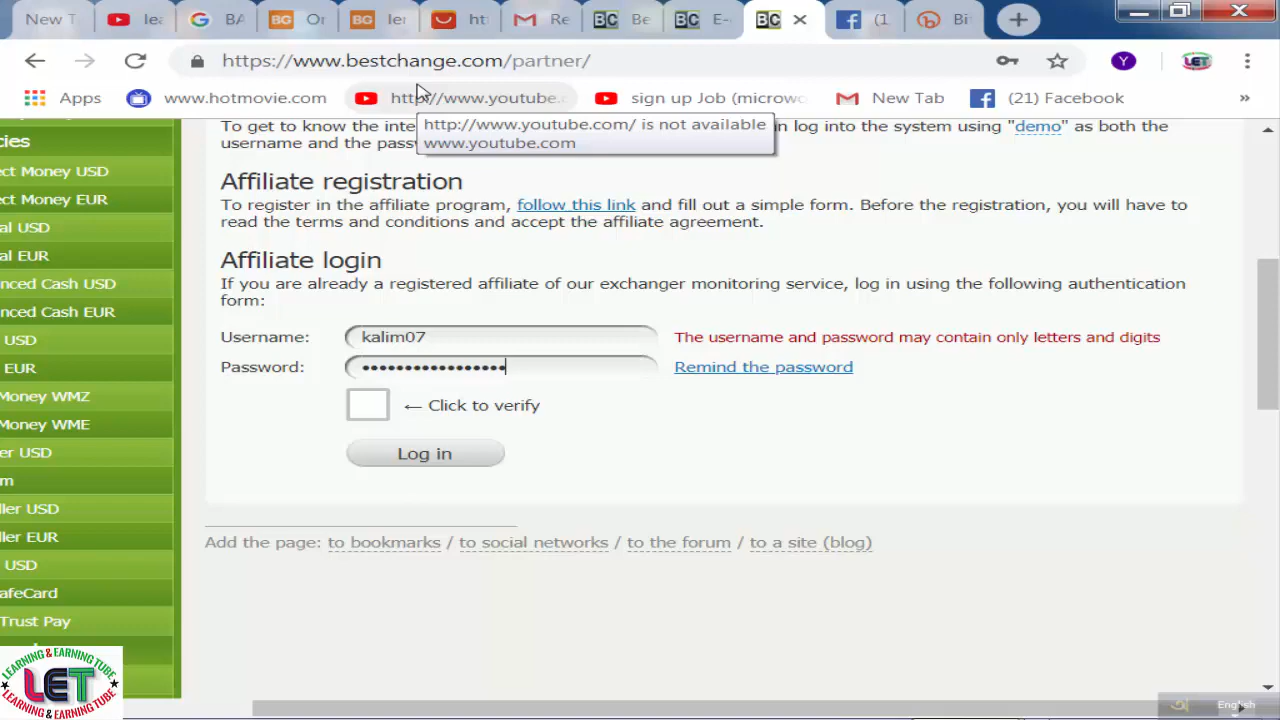 New T
lea
BA
On
ler
ht
Re
Be
E-
(1
Bi
https://www.bestchange.com/partner/
Y
LET
Apps
www.hotmovie.com
http://www.youtube.
sign up Job (microwo
New Tab
(21) Facebook
»
http://www.youtube.com/ is not available
www.youtube.com
To get to know the inte
n log into the system using "demo" as both the
username and the passw
cies
ect Money USD
ect Money EUR
al USD
al EUR
nced Cash USD
nced Cash EUR
USD
EUR
Money WMZ
Money WME
er USD
m
ller USD
ller EUR
USD
afeCard
Trust Pay
Affiliate registration
To register in the affiliate program, follow this link and fill out a simple form. Before the registration, you will have to
read the terms and conditions and accept the affiliate agreement.
Affiliate login
If you are already a registered affiliate of our exchanger monitoring service, log in using the following authentication
form:
Username: kalim07 The username and password may contain only letters and digits
Password: ••••••••••••••••• Remind the password
← Click to verify
Log in
Add the page: to bookmarks / to social networks / to the forum / to a site (blog)
LEARNING & EARNING TUBE
LET
LEARNING & EARNING TUBE
English